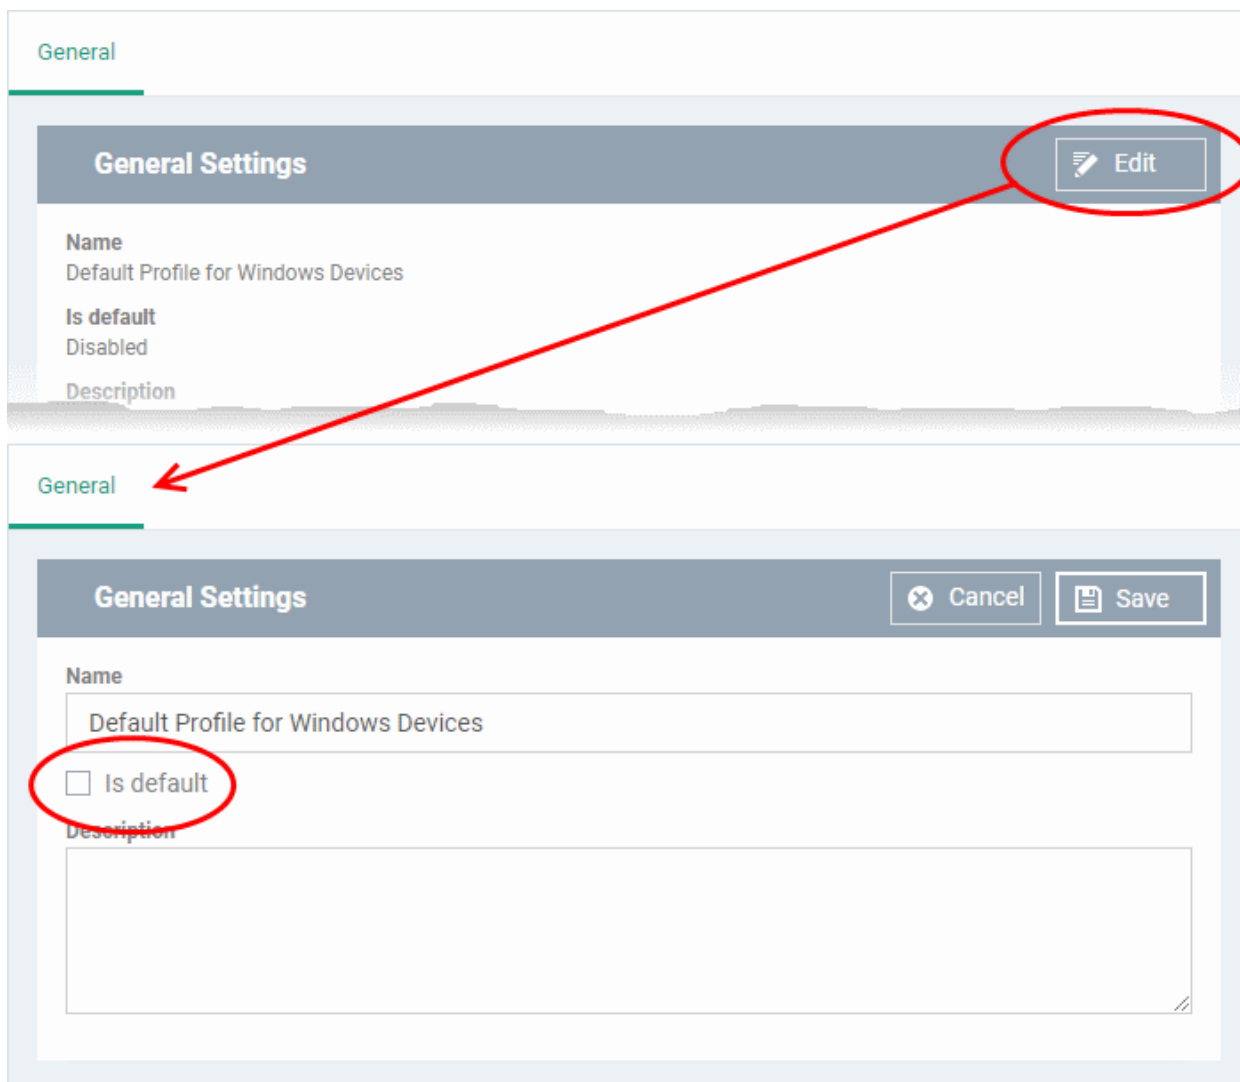 General
General Settings
Edit
Name
Default Profile for Windows Devices
Is default
Disabled
Description
General
General Settings
Cancel
Save
Name
Default Profile for Windows Devices
Is default
Description